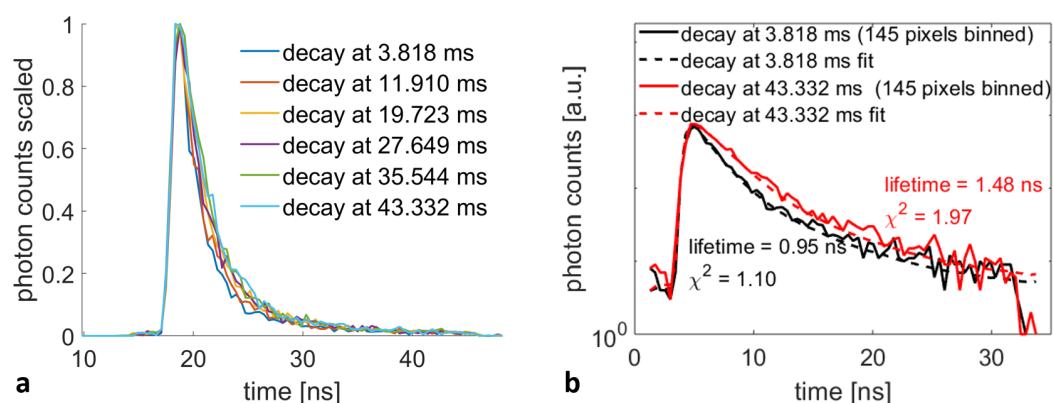 photon counts scaled
1
0.8
0.6
0.4
0.2
0
10
20
30
40
time [ns]
decay at 3.818 ms
decay at 11.910 ms
decay at 19.723 ms
decay at 27.649 ms
decay at 35.544 ms
decay at 43.332 ms
a
photon counts [a.u.]
10⁰
decay at 3.818 ms (145 pixels binned)
decay at 3.818 ms fit
decay at 43.332 ms (145 pixels binned)
decay at 43.332 ms fit
lifetime = 1.48 ns
χ² = 1.97
lifetime = 0.95 ns
χ² = 1.10
0
10
20
30
time [ns]
b